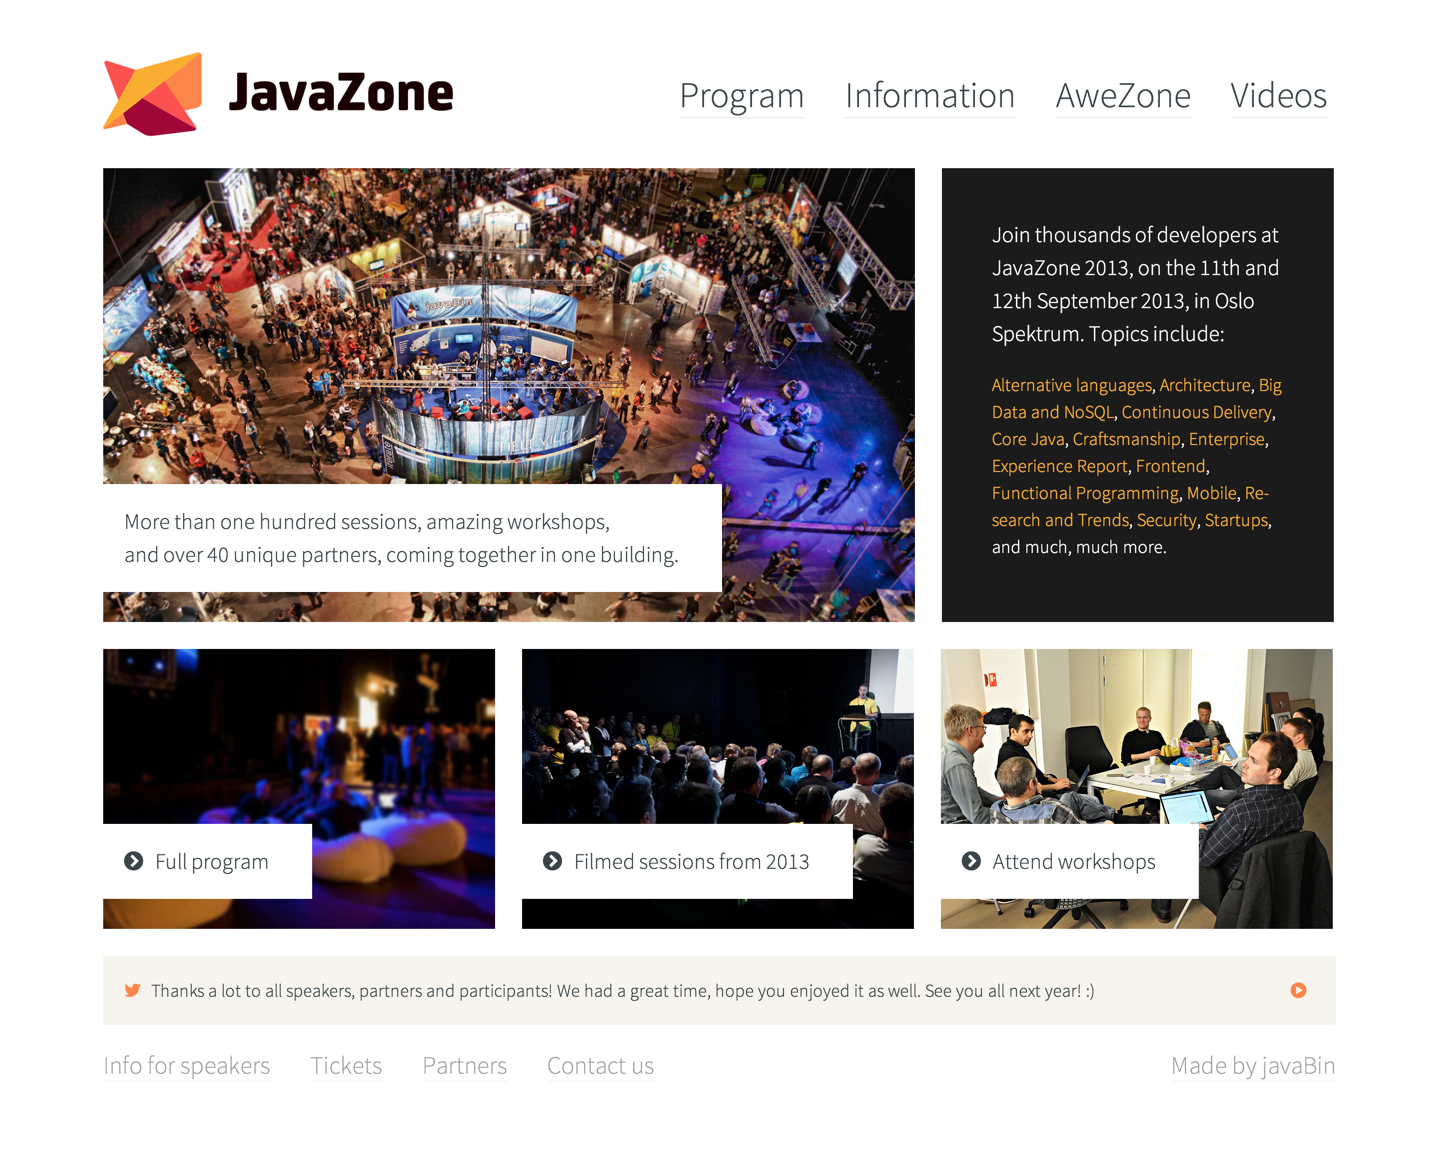 JavaZone
Program Information AweZone Videos
javaBin
Join thousands of developers at
JavaZone 2013, on the 11th and
12th September 2013, in Oslo
Spektrum. Topics include:
Alternative languages, Architecture, Big
Data and NoSQL, Continuous Delivery,
Core Java, Craftsmanship, Enterprise,
Experience Report, Frontend,
Functional Programming, Mobile, Re-
search and Trends, Security, Startups,
and much, much more.
More than one hundred sessions, amazing workshops,
and over 40 unique partners, coming together in one building.
Full program
Filmed sessions from 2013
Attend workshops
Thanks a lot to all speakers, partners and participants! We had a great time, hope you enjoyed it as well. See you all next year! :)
Info for speakers Tickets Partners Contact us Made by javaBin